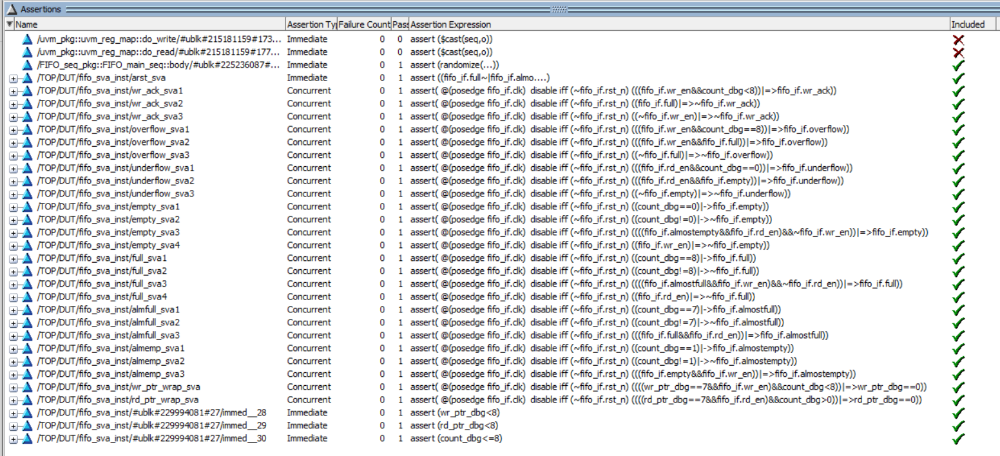 Assertions
Name Assertion Ty Failure Count Pass Assertion Expression Included
/uvm_pkg::uvm_reg_map::do_write/#ublk#215181159#173... Immediate 0 0 assert ($cast(seq,o))
/uvm_pkg::uvm_reg_map::do_read/#ublk#215181159#177... Immediate 0 0 assert ($cast(seq,o))
/FIFO_seq_pkg::FIFO_main_seq::body/#ublk#225236087#... Immediate 0 1 assert (randomize(...))
/TOP/DUT/fifo_sva_inst/arst_sva Immediate 0 1 assert ((fifo_if.full~|fifo_if.almo....)
/TOP/DUT/fifo_sva_inst/wr_ack_sva1 Concurrent 0 1 assert( @(posedge fifo_if.clk) disable iff (~fifo_if.rst_n) (((fifo_if.wr_en&&count_dbg<8))|=>fifo_if.wr_ack))
/TOP/DUT/fifo_sva_inst/wr_ack_sva2 Concurrent 0 1 assert( @(posedge fifo_if.clk) disable iff (~fifo_if.rst_n) ((fifo_if.full)|=>~fifo_if.wr_ack))
/TOP/DUT/fifo_sva_inst/wr_ack_sva3 Concurrent 0 1 assert( @(posedge fifo_if.clk) disable iff (~fifo_if.rst_n) ((~fifo_if.wr_en)|=>~fifo_if.wr_ack))
/TOP/DUT/fifo_sva_inst/overflow_sva1 Concurrent 0 1 assert( @(posedge fifo_if.clk) disable iff (~fifo_if.rst_n) (((fifo_if.wr_en&&count_dbg==8))|=>fifo_if.overflow))
/TOP/DUT/fifo_sva_inst/overflow_sva2 Concurrent 0 1 assert( @(posedge fifo_if.clk) disable iff (~fifo_if.rst_n) (((fifo_if.wr_en&&fifo_if.full))|=>fifo_if.overflow))
/TOP/DUT/fifo_sva_inst/overflow_sva3 Concurrent 0 1 assert( @(posedge fifo_if.clk) disable iff (~fifo_if.rst_n) ((~fifo_if.full)|=>~fifo_if.overflow))
/TOP/DUT/fifo_sva_inst/underflow_sva1 Concurrent 0 1 assert( @(posedge fifo_if.clk) disable iff (~fifo_if.rst_n) (((fifo_if.rd_en&&count_dbg==0))|=>fifo_if.underflow))
/TOP/DUT/fifo_sva_inst/underflow_sva2 Concurrent 0 1 assert( @(posedge fifo_if.clk) disable iff (~fifo_if.rst_n) (((fifo_if.rd_en&&fifo_if.empty))|=>fifo_if.underflow))
/TOP/DUT/fifo_sva_inst/underflow_sva3 Concurrent 0 1 assert( @(posedge fifo_if.clk) disable iff (~fifo_if.rst_n) ((~fifo_if.empty)|=>~fifo_if.underflow))
/TOP/DUT/fifo_sva_inst/empty_sva1 Concurrent 0 1 assert( @(posedge fifo_if.clk) disable iff (~fifo_if.rst_n) ((count_dbg==0)|->fifo_if.empty))
/TOP/DUT/fifo_sva_inst/empty_sva2 Concurrent 0 1 assert( @(posedge fifo_if.clk) disable iff (~fifo_if.rst_n) ((count_dbg!=0)|->~fifo_if.empty))
/TOP/DUT/fifo_sva_inst/empty_sva3 Concurrent 0 1 assert( @(posedge fifo_if.clk) disable iff (~fifo_if.rst_n) ((((fifo_if.almostempty&&fifo_if.rd_en)&&~fifo_if.wr_en))|=>fifo_if.empty))
/TOP/DUT/fifo_sva_inst/empty_sva4 Concurrent 0 1 assert( @(posedge fifo_if.clk) disable iff (~fifo_if.rst_n) ((fifo_if.wr_en)|=>~fifo_if.empty))
/TOP/DUT/fifo_sva_inst/full_sva1 Concurrent 0 1 assert( @(posedge fifo_if.clk) disable iff (~fifo_if.rst_n) ((count_dbg==8)|->fifo_if.full))
/TOP/DUT/fifo_sva_inst/full_sva2 Concurrent 0 1 assert( @(posedge fifo_if.clk) disable iff (~fifo_if.rst_n) ((count_dbg!=8)|->~fifo_if.full))
/TOP/DUT/fifo_sva_inst/full_sva3 Concurrent 0 1 assert( @(posedge fifo_if.clk) disable iff (~fifo_if.rst_n) ((((fifo_if.almostfull&&fifo_if.wr_en)&&~fifo_if.rd_en))|=>fifo_if.full))
/TOP/DUT/fifo_sva_inst/full_sva4 Concurrent 0 1 assert( @(posedge fifo_if.clk) disable iff (~fifo_if.rst_n) ((fifo_if.rd_en)|=>~fifo_if.full))
/TOP/DUT/fifo_sva_inst/almfull_sva1 Concurrent 0 1 assert( @(posedge fifo_if.clk) disable iff (~fifo_if.rst_n) ((count_dbg==7)|->fifo_if.almostfull))
/TOP/DUT/fifo_sva_inst/almfull_sva2 Concurrent 0 1 assert( @(posedge fifo_if.clk) disable iff (~fifo_if.rst_n) ((count_dbg!=7)|->~fifo_if.almostfull))
/TOP/DUT/fifo_sva_inst/almfull_sva3 Concurrent 0 1 assert( @(posedge fifo_if.clk) disable iff (~fifo_if.rst_n) (((fifo_if.full&&fifo_if.rd_en))|=>fifo_if.almostfull))
/TOP/DUT/fifo_sva_inst/almemp_sva1 Concurrent 0 1 assert( @(posedge fifo_if.clk) disable iff (~fifo_if.rst_n) ((count_dbg==1)|->fifo_if.almostempty))
/TOP/DUT/fifo_sva_inst/almemp_sva2 Concurrent 0 1 assert( @(posedge fifo_if.clk) disable iff (~fifo_if.rst_n) ((count_dbg!=1)|->~fifo_if.almostempty))
/TOP/DUT/fifo_sva_inst/almemp_sva3 Concurrent 0 1 assert( @(posedge fifo_if.clk) disable iff (~fifo_if.rst_n) (((fifo_if.empty&&fifo_if.wr_en))|=>fifo_if.almostempty))
/TOP/DUT/fifo_sva_inst/wr_ptr_wrap_sva Concurrent 0 1 assert( @(posedge fifo_if.clk) disable iff (~fifo_if.rst_n) ((((wr_ptr_dbg==7&&fifo_if.wr_en)&&count_dbg<8))|=>wr_ptr_dbg==0))
/TOP/DUT/fifo_sva_inst/rd_ptr_wrap_sva Concurrent 0 1 assert( @(posedge fifo_if.clk) disable iff (~fifo_if.rst_n) ((((rd_ptr_dbg==7&&fifo_if.rd_en)&&count_dbg>0))|=>rd_ptr_dbg==0))
/TOP/DUT/fifo_sva_inst/#ublk#229994081#27/immed__28 Immediate 0 1 assert (wr_ptr_dbg<8)
/TOP/DUT/fifo_sva_inst/#ublk#229994081#27/immed__29 Immediate 0 1 assert (rd_ptr_dbg<8)
/TOP/DUT/fifo_sva_inst/#ublk#229994081#27/immed__30 Immediate 0 1 assert (count_dbg<=8)